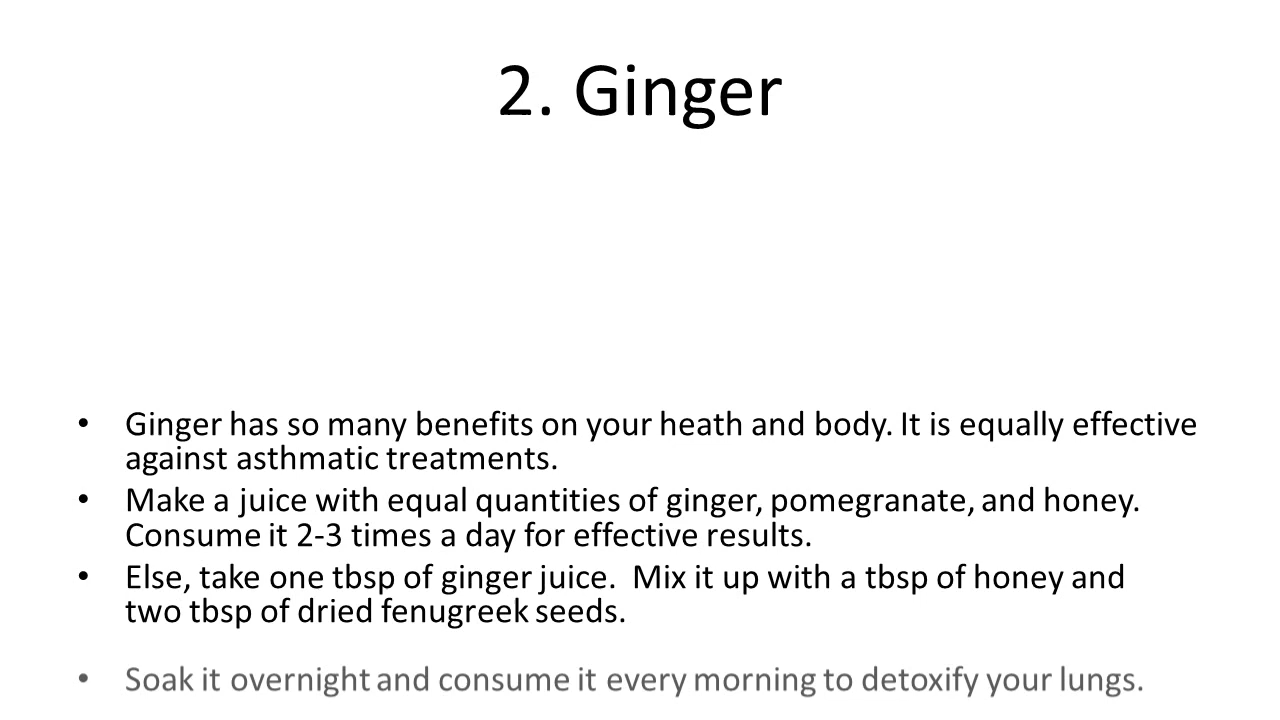 2. Ginger
• Ginger has so many benefits on your heath and body. It is equally effective
against asthmatic treatments.
• Make a juice with equal quantities of ginger, pomegranate, and honey.
Consume it 2-3 times a day for effective results.
• Else, take one tbsp of ginger juice.  Mix it up with a tbsp of honey and
two tbsp of dried fenugreek seeds.
• Soak it overnight and consume it every morning to detoxify your lungs.